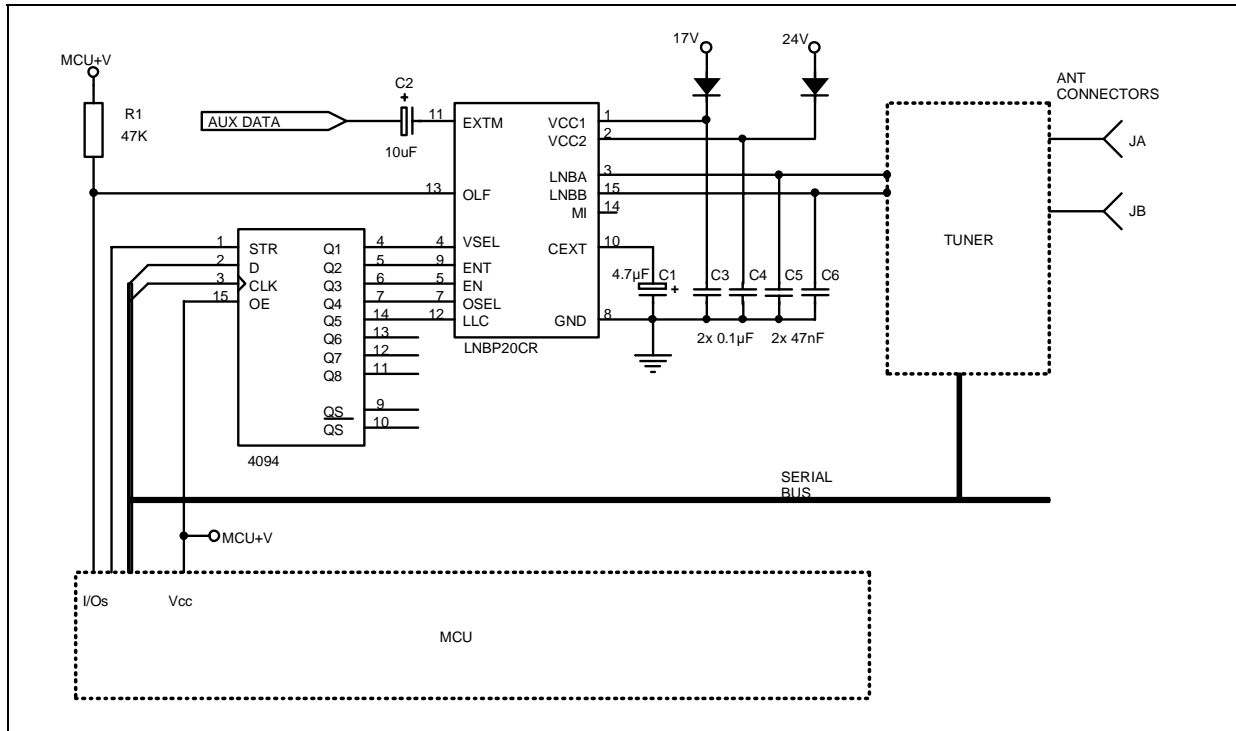 17V
24V
MCU+V
C2
+
ANT
CONNECTORS
R1
47K
AUX DATA
10uF
11
EXTM
VCC1
1
VCC2
2
JA
LNBA
3
13
OLF
LNBB
15
MI
14
JB
TUNER
1
STR
Q1
4
4
VSEL
CEXT
10
2
D
Q2
5
9
ENT
3
CLK
Q3
6
5
EN
4.7µF
C1
+
C3
C4
C5
C6
15
OE
Q4
7
7
OSEL
Q5
14
12
LLC
GND
8
Q6
13
2x 0.1µF
2x 47nF
Q7
12
LNBP20CR
Q8
11
QS
9
QS
10
4094
SERIAL
BUS
MCU+V
I/Os
Vcc
MCU